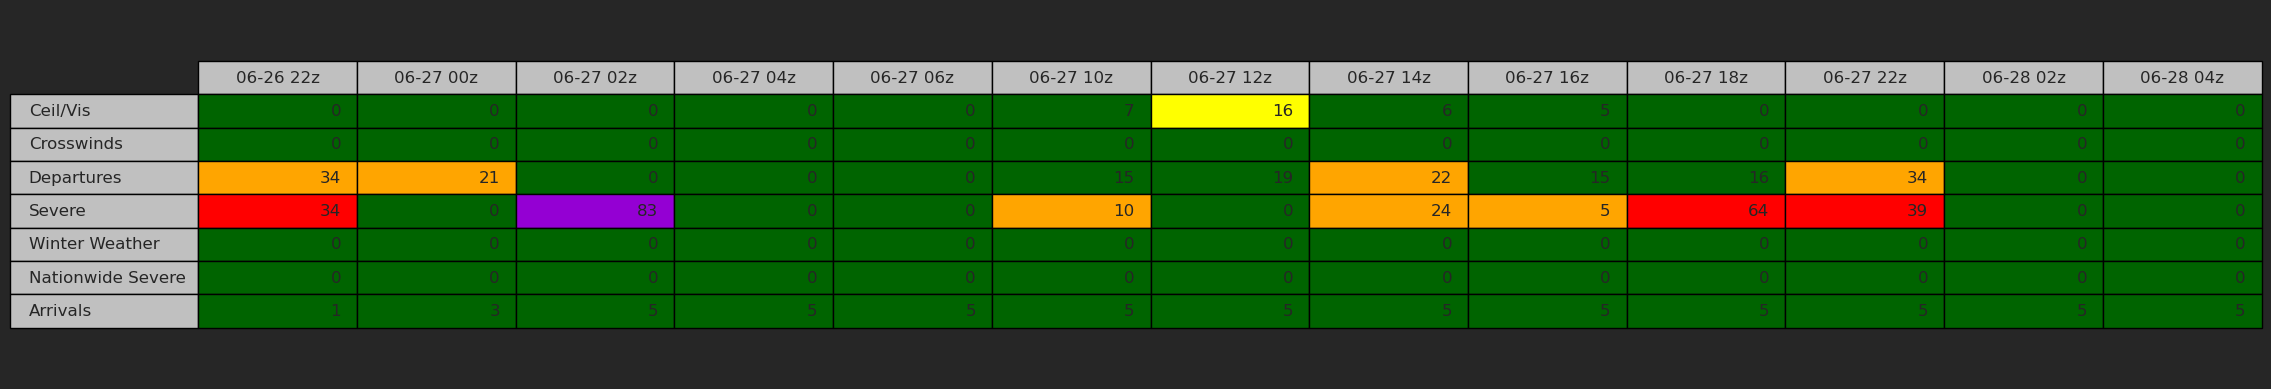 06-26 22z 06-27 00z 06-27 02z 06-27 04z 06-27 06z 06-27 10z 06-27 12z 06-27 14z 06-27 16z 06-27 18z 06-27 22z 06-28 02z 06-28 04z
Ceil/Vis 0 0 0 0 0 7 16 6 5 0 0 0 0
Crosswinds 0 0 0 0 0 0 0 0 0 0 0 0 0
Departures 34 21 0 0 0 15 19 22 15 16 34 0 0
Severe 34 0 83 0 0 10 0 24 5 64 39 0 0
Winter Weather 0 0 0 0 0 0 0 0 0 0 0 0 0
Nationwide Severe 0 0 0 0 0 0 0 0 0 0 0 0 0
Arrivals 1 3 5 5 5 5 5 5 5 5 5 5 5